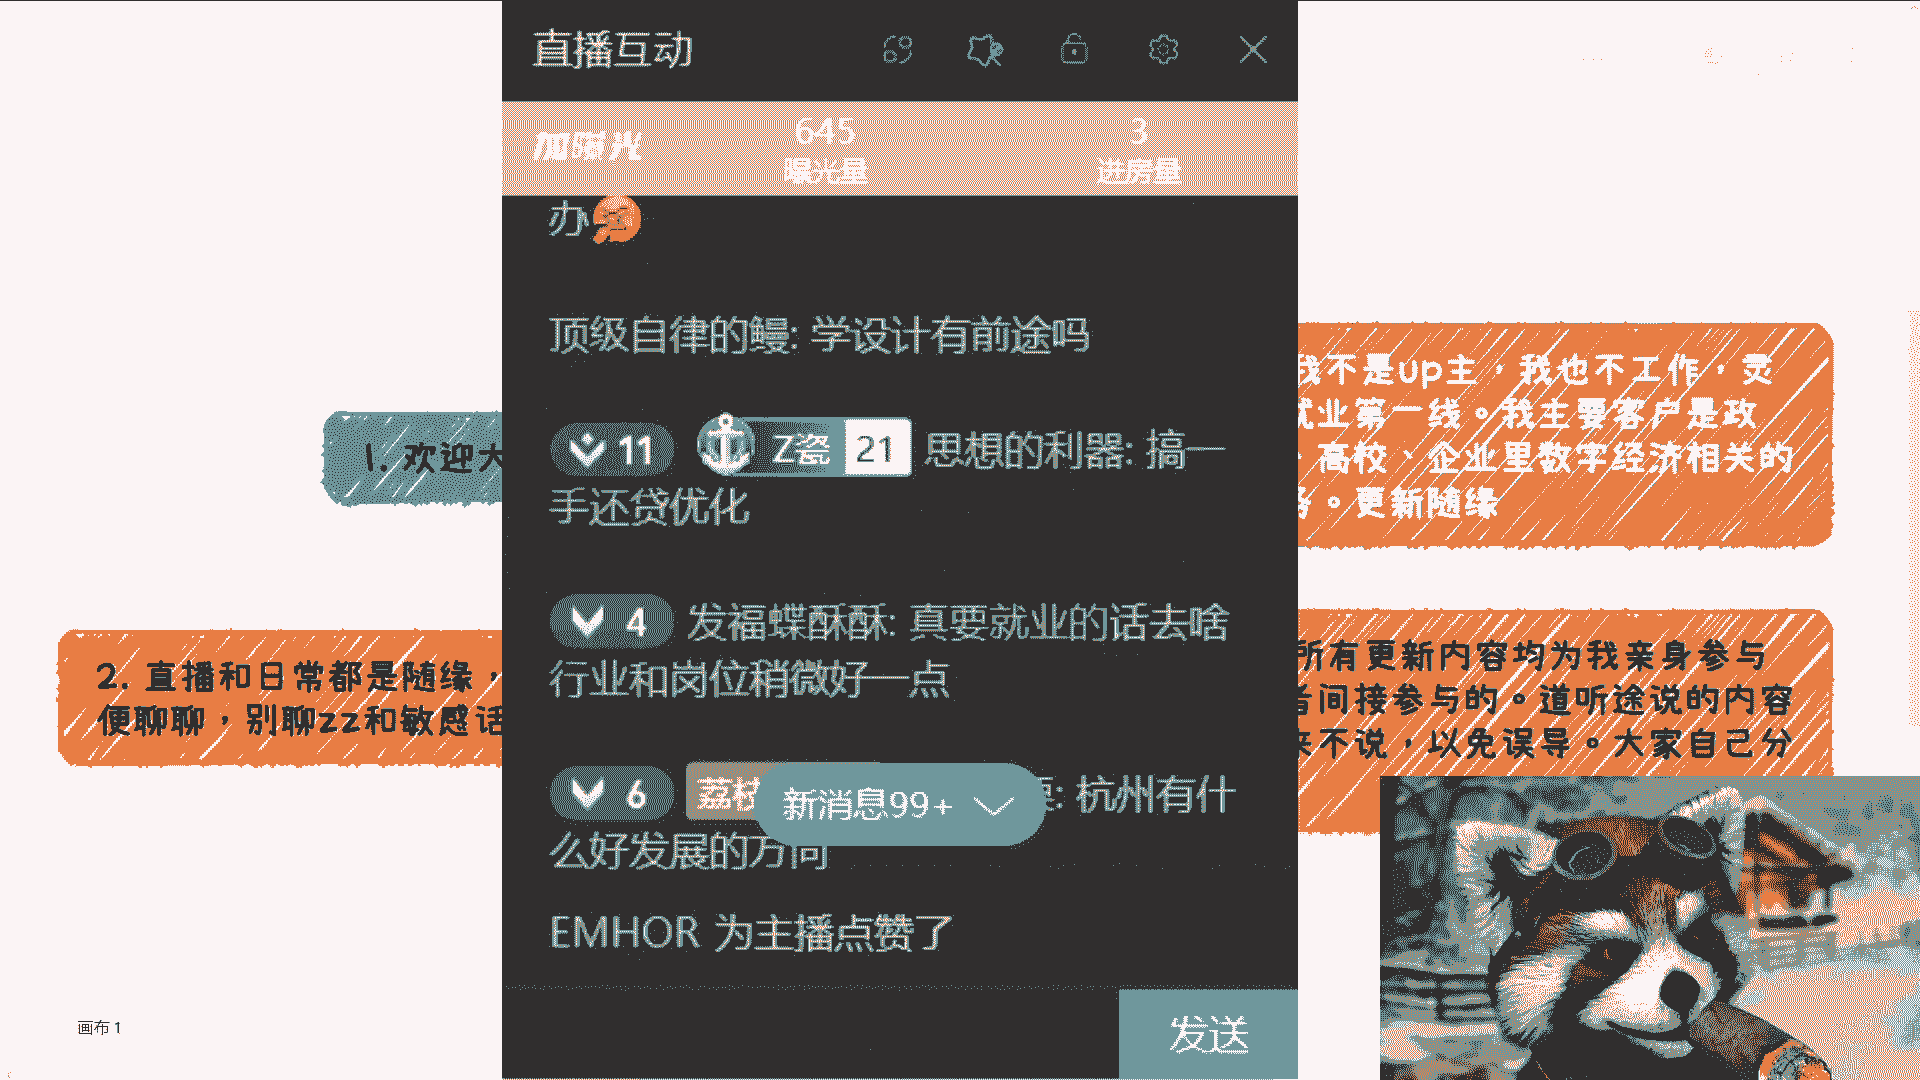 直播互动
加曝光
645
曝光量
3
进房量
办
顶级自律的鳗: 学设计有前途吗
11 Z瓷 21 思想的利器: 搞一
手还贷优化
4 发福蝶酥酥: 真要就业的话去啥
行业和岗位稍微好一点
6 荔枝
: 杭州有什
么好发展的方向
新消息99+
EMHOR 为主播点赞了
发送
1. 欢迎大
2. 直播和日常都是随缘，
便聊聊，别聊zz和敏感话
我不是up主，我也不工作，灵
就业第一线。我主要客户是政
、高校、企业里数字经济相关的
。更新随缘
所有更新内容均为我亲身参与
者间接参与的。道听途说的内容
来不说，以免误导。大家自己分
画布 1